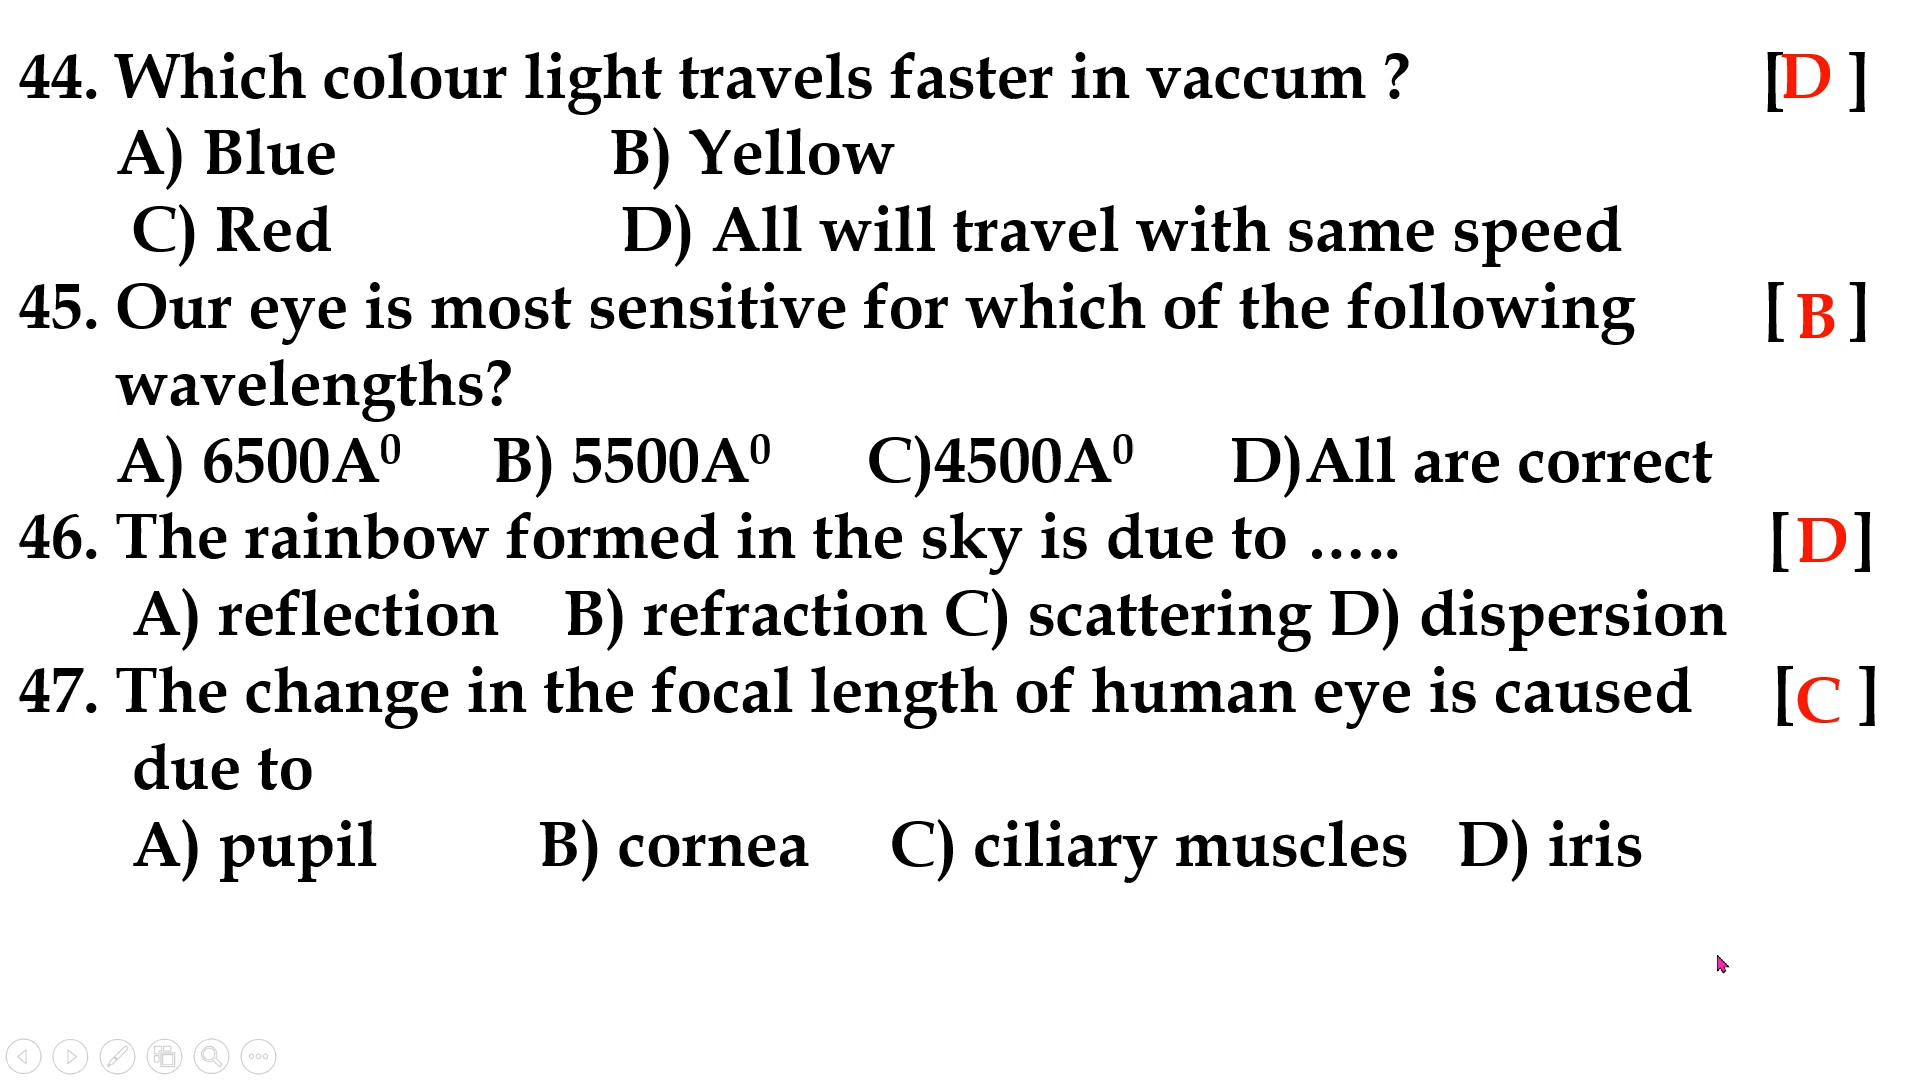 44. Which colour light travels faster in vaccum ? [D ]
A) Blue B) Yellow
C) Red D) All will travel with same speed
45. Our eye is most sensitive for which of the following [ B ]
wavelengths?
A) 6500A⁰ B) 5500A⁰ C)4500A⁰ D)All are correct
46. The rainbow formed in the sky is due to ….. [ D]
A) reflection B) refraction C) scattering D) dispersion
47. The change in the focal length of human eye is caused [C ]
due to
A) pupil B) cornea C) ciliary muscles D) iris